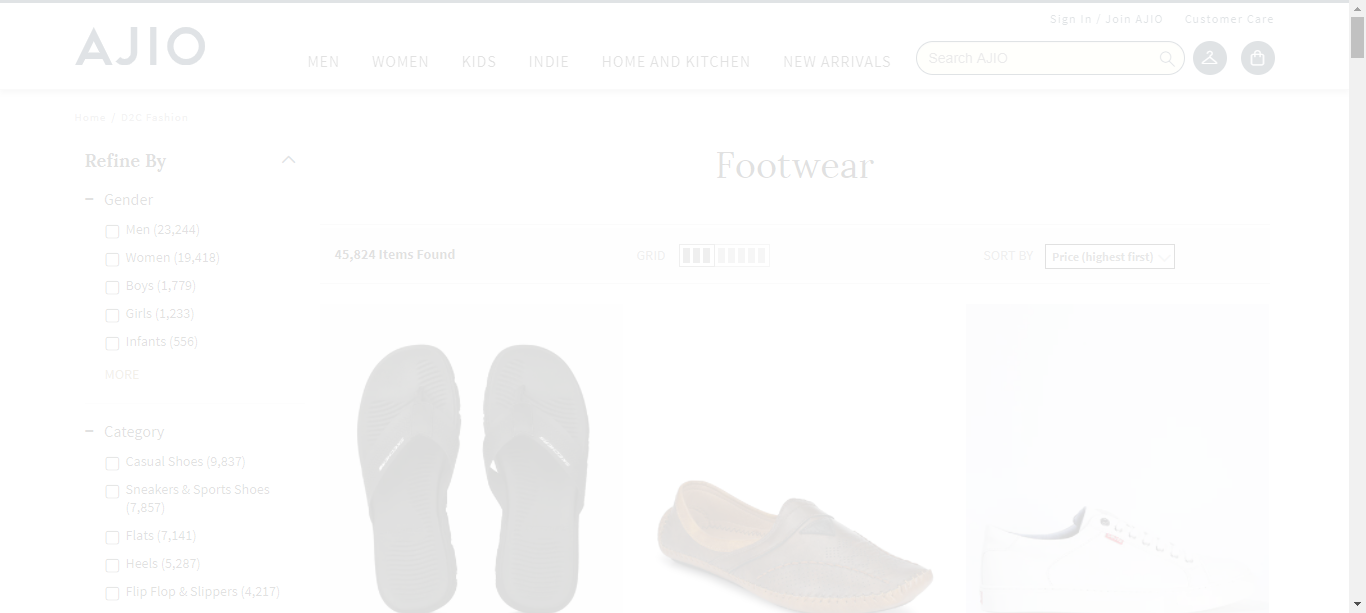 Sign In / Join AJIO Customer Care
AJIO
MEN WOMEN KIDS INDIE HOME AND KITCHEN NEW ARRIVALS
Search AJIO
Home / D2C Fashion
Refine By
Footwear
Gender
Men (23,244)
Women (19,418)
Boys (1,779)
Girls (1,233)
Infants (556)
MORE
45,824 Items Found
GRID
SORT BY Price (highest first)
Category
Casual Shoes (9,837)
Sneakers & Sports Shoes
(7,857)
Flats (7,141)
Heels (5,287)
Flip Flop & Slippers (4,217)